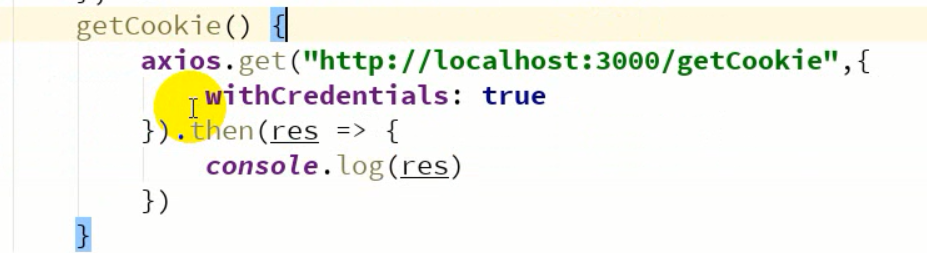 getCookie() {
axios.get("http://localhost:3000/getCookie",{
withCredentials: true
}).then(res => {
console.log(res)
})
}